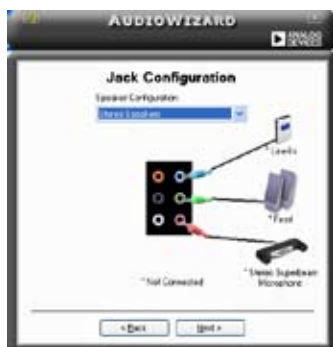 AUDIOWIZARD
ANALOG
DEVICES
Jack Configuration
Speaker Configuration
Stereo Speakers
* Line In
* Front
* Stereo Superbeam
Microphone
* Not Connected
< Back
Next >